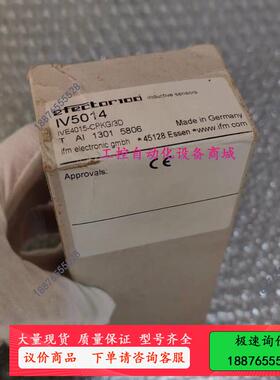 efector100 inductive sensors
IV5014
IVE4015-CPKG/3D
T AI 1301 5806 Made in Germany
ifm electronic gmbh *45128 Essen *www.ifm.com
Approvals:
CE
工控自动化设备商城
18876555528
大量现货 质量保证 型号齐全
极速询价
议价商品 下单请咨询客服
18876555528